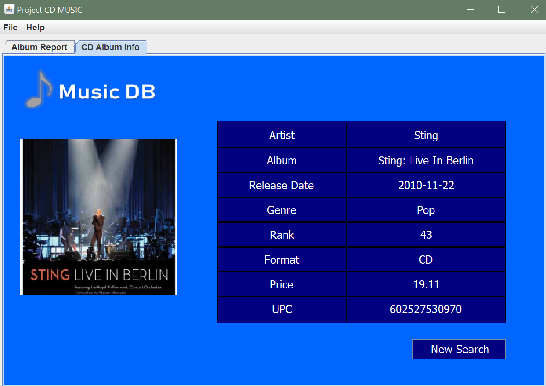 Project CD MUSIC
File Help
Album Report CD Album Info
Music DB
Artist Sting
Album Sting: Live In Berlin
Release Date 2010-11-22
Genre Pop
Rank 43
Format CD
Price 19.11
UPC 602527530970
STING LIVE IN BERLIN
New Search